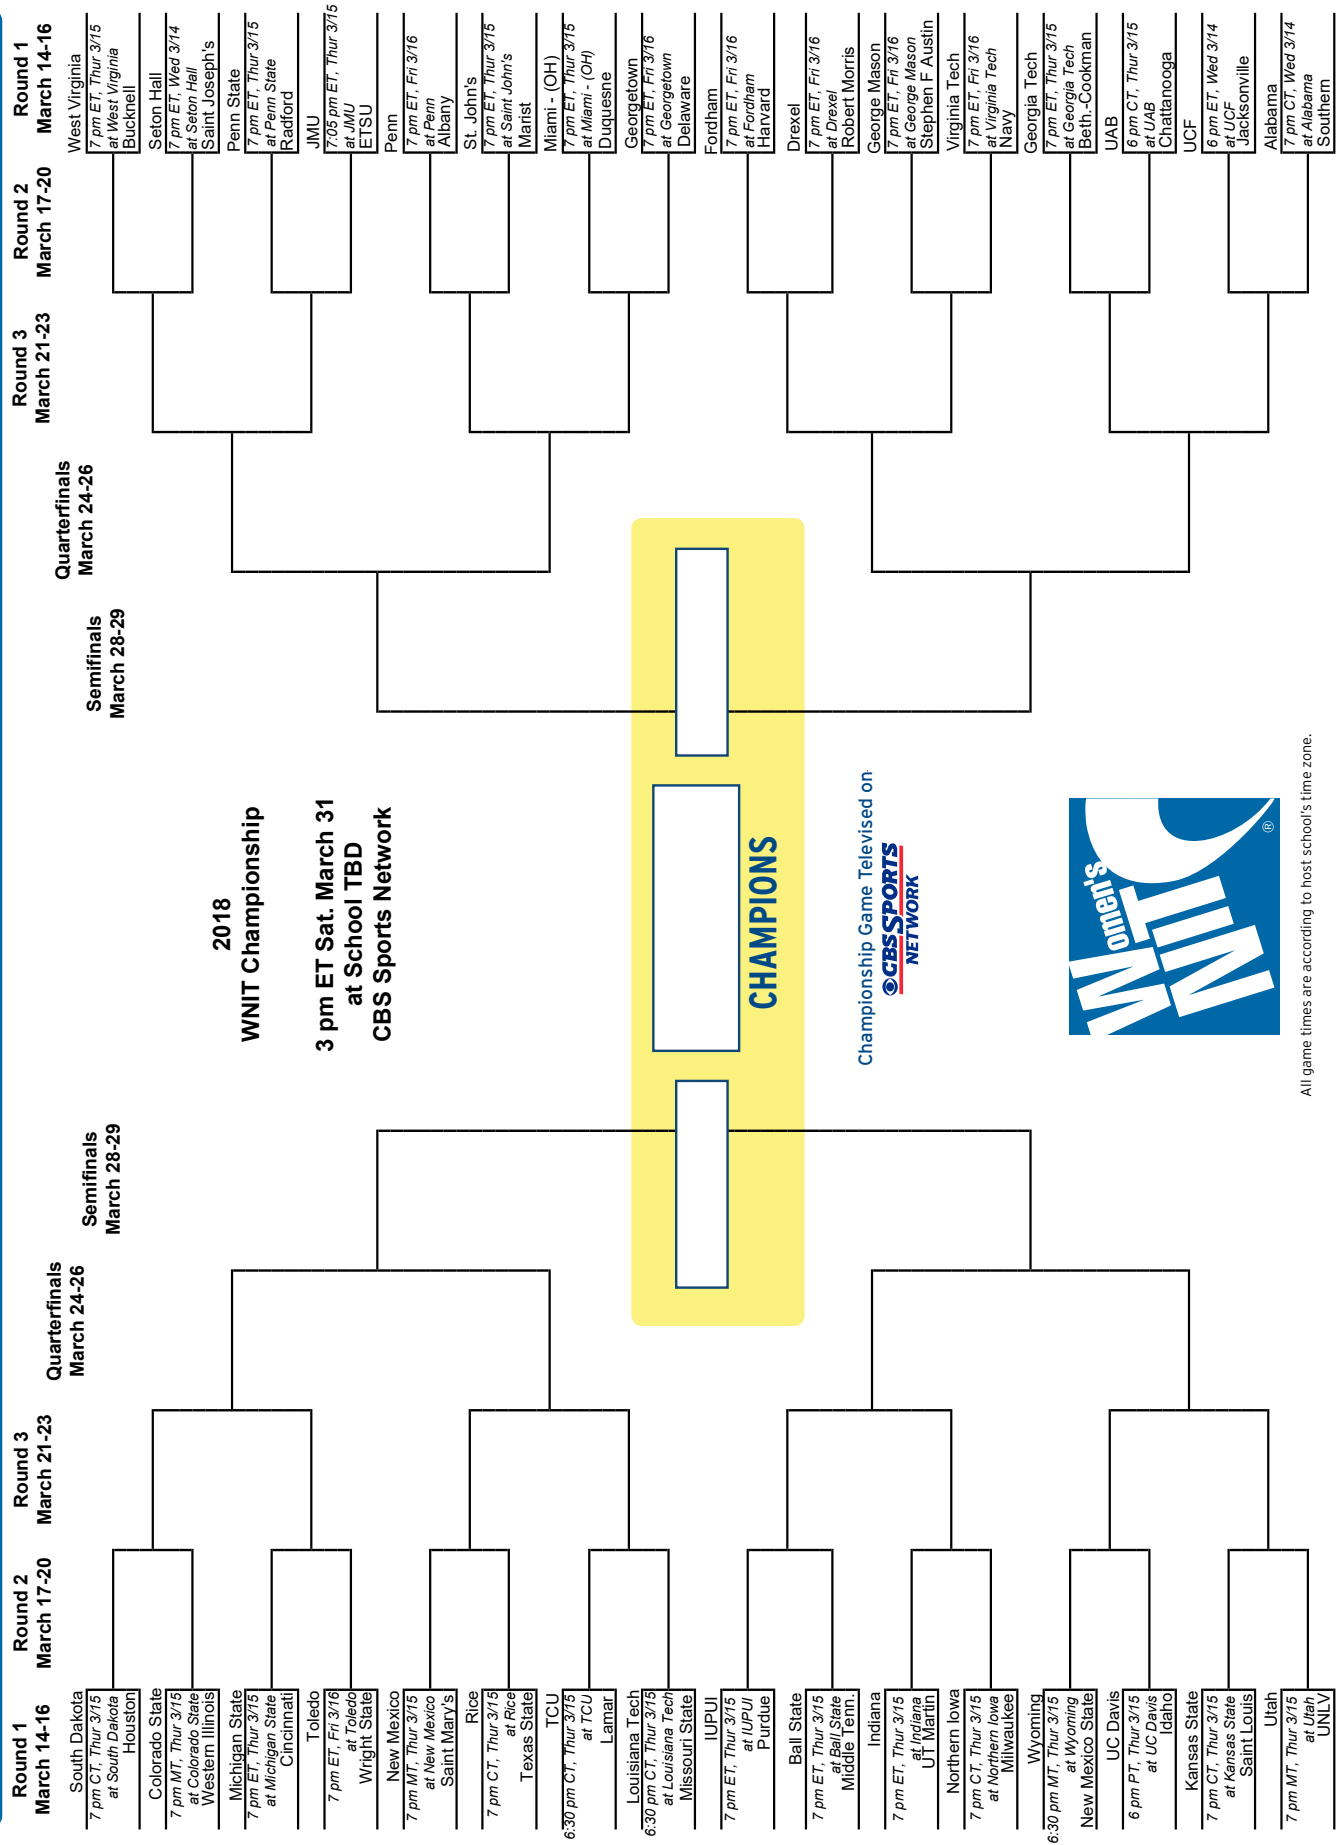 Round 1
March 14-16
Round 2
March 17-20
Round 3
March 21-23
Quarterfinals
March 24-26
Semifinals
March 28-29
Semifinals
March 28-29
Quarterfinals
March 24-26
Round 3
March 21-23
Round 2
March 17-20
Round 1
March 14-16
South Dakota
7 pm CT, Thur 3/15
at South Dakota
Houston
Colorado State
7 pm MT, Thur 3/15
at Colorado State
Western Illinois
Michigan State
7 pm ET, Thur 3/15
at Michigan State
Cincinnati
Toledo
7 pm ET, Fri 3/16
at Toledo
Wright State
New Mexico
7 pm MT, Thur 3/15
at New Mexico
Saint Mary's
Rice
7 pm CT, Thur 3/15
at Rice
Texas State
TCU
6:30 pm CT, Thur 3/15
at TCU
Lamar
Louisiana Tech
6:30 pm CT, Thur 3/15
at Louisiana Tech
Missouri State
IUPUI
7 pm ET, Thur 3/15
at IUPUI
Purdue
Ball State
7 pm ET, Thur 3/15
at Ball State
Middle Tenn.
Indiana
7 pm ET, Thur 3/15
at Indiana
UT Martin
Northern Iowa
7 pm CT, Thur 3/15
at Northern Iowa
Milwaukee
Wyoming
6:30 pm MT, Thur 3/15
at Wyoming
New Mexico State
UC Davis
6 pm PT, Thur 3/15
at UC Davis
Idaho
Kansas State
7 pm CT, Thur 3/15
at Kansas State
Saint Louis
Utah
7 pm MT, Thur 3/15
at Utah
UNLV
2018
WNIT Championship
3 pm ET Sat. March 31
at School TBD
CBS Sports Network
CHAMPIONS
Championship Game Televised on
CBS SPORTS
NETWORK
Women's
NIT
®
All game times are according to host school's time zone.
West Virginia
7 pm ET, Thur 3/15
at West Virginia
Bucknell
Seton Hall
7 pm ET, Wed 3/14
at Seton Hall
Saint Joseph's
Penn State
7 pm ET, Thur 3/15
at Penn State
Radford
JMU
7:05 pm ET, Thur 3/15
at JMU
ETSU
Penn
7 pm ET, Fri 3/16
at Penn
Albany
St. John's
7 pm ET, Thur 3/15
at Saint John's
Marist
Miami - (OH)
7 pm ET, Thur 3/15
at Miami - (OH)
Duquesne
Georgetown
7 pm ET, Fri 3/16
at Georgetown
Delaware
Fordham
7 pm ET, Fri 3/16
at Fordham
Harvard
Drexel
7 pm ET, Fri 3/16
at Drexel
Robert Morris
George Mason
7 pm ET, Fri 3/16
at George Mason
Stephen F Austin
Virginia Tech
7 pm ET, Fri 3/16
at Virginia Tech
Navy
Georgia Tech
7 pm ET, Thur 3/15
at Georgia Tech
Beth.-Cookman
UAB
6 pm CT, Thur 3/15
at UAB
Chattanooga
UCF
6 pm ET, Wed 3/14
at UCF
Jacksonville
Alabama
7 pm CT, Wed 3/14
at Alabama
Southern